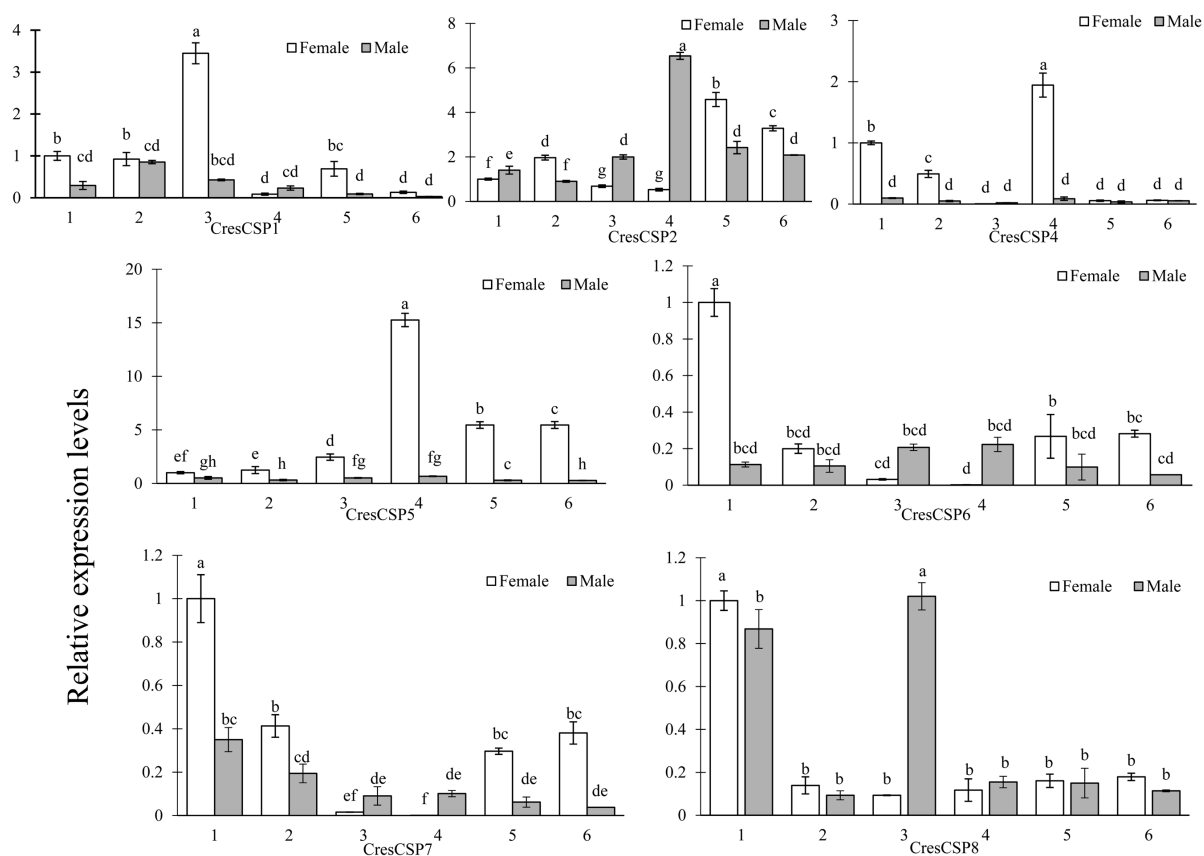 4
3
2
1
0
a
b
cd
b
cd
bcd
d
cd
bc
d
d
d
Female
Male
1 2 3 4 5 6
CresCSP1
8
6
4
2
0
f
e
d
f
g
d
g
a
b
d
c
d
Female
Male
1 2 3 4 5 6
CresCSP2
3
2
1
0
b
d
c
d
d
d
a
d
d
d
d
d
Female
Male
1 2 3 4 5 6
CresCSP4
Relative expression levels
20
15
10
5
0
ef
gh
e
h
d
fg
a
fg
b
c
c
h
Female
Male
1 2 3 4 5 6
CresCSP5
1.2
1
0.8
0.6
0.4
0.2
0
a
bcd
bcd
bcd
cd
bcd
d
bcd
b
bcd
bc
cd
Female
Male
1 2 3 4 5 6
CresCSP6
1.2
1
0.8
0.6
0.4
0.2
0
a
bc
b
cd
ef
de
f
de
bc
de
bc
de
Female
Male
1 2 3 4 5 6
CresCSP7
1.2
1
0.8
0.6
0.4
0.2
0
a
b
b
b
b
a
b
b
b
b
b
b
Female
Male
1 2 3 4 5 6
CresCSP8